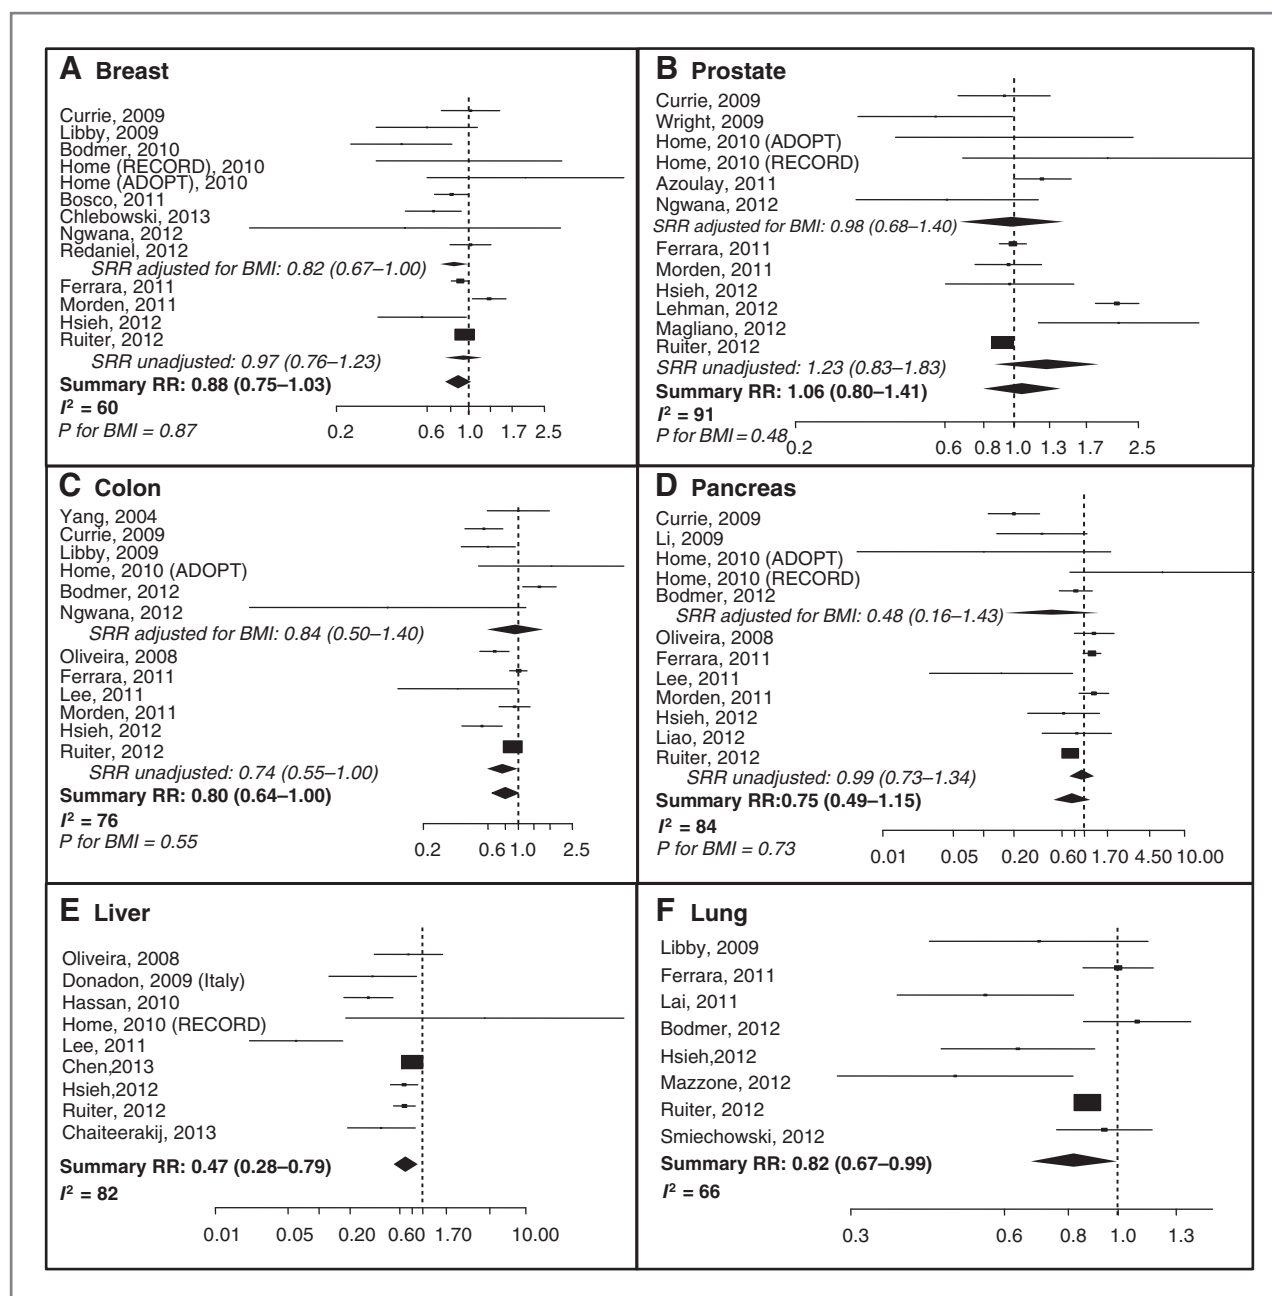 A Breast
Currie, 2009
Libby, 2009
Bodmer, 2010
Home (RECORD), 2010
Home (ADOPT), 2010
Bosco, 2011
Chlebowski, 2013
Ngwana, 2012
Redaniel, 2012
SRR adjusted for BMI: 0.82 (0.67–1.00)
Ferrara, 2011
Morden, 2011
Hsieh, 2012
Ruiter, 2012
SRR unadjusted: 0.97 (0.76–1.23)
Summary RR: 0.88 (0.75–1.03)
I² = 60
P for BMI = 0.87
0.2 0.6 1.0 1.7 2.5
B Prostate
Currie, 2009
Wright, 2009
Home, 2010 (ADOPT)
Home, 2010 (RECORD)
Azoulay, 2011
Ngwana, 2012
SRR adjusted for BMI: 0.98 (0.68–1.40)
Ferrara, 2011
Morden, 2011
Hsieh, 2012
Lehman, 2012
Magliano, 2012
Ruiter, 2012
SRR unadjusted: 1.23 (0.83–1.83)
Summary RR: 1.06 (0.80–1.41)
I² = 91
P for BMI = 0.48
0.2 0.6 0.8 1.0 1.3 1.7 2.5
C Colon
Yang, 2004
Currie, 2009
Libby, 2009
Home, 2010 (ADOPT)
Bodmer, 2012
Ngwana, 2012
SRR adjusted for BMI: 0.84 (0.50–1.40)
Oliveira, 2008
Ferrara, 2011
Lee, 2011
Morden, 2011
Hsieh, 2012
Ruiter, 2012
SRR unadjusted: 0.74 (0.55–1.00)
Summary RR: 0.80 (0.64–1.00)
I² = 76
P for BMI = 0.55
0.2 0.6 1.0 2.5
D Pancreas
Currie, 2009
Li, 2009
Home, 2010 (ADOPT)
Home, 2010 (RECORD)
Bodmer, 2012
SRR adjusted for BMI: 0.48 (0.16–1.43)
Oliveira, 2008
Ferrara, 2011
Lee, 2011
Morden, 2011
Hsieh, 2012
Liao, 2012
Ruiter, 2012
SRR unadjusted: 0.99 (0.73–1.34)
Summary RR:0.75 (0.49–1.15)
I² = 84
P for BMI = 0.73
0.01 0.05 0.20 0.60 1.70 4.50 10.00
E Liver
Oliveira, 2008
Donadon, 2009 (Italy)
Hassan, 2010
Home, 2010 (RECORD)
Lee, 2011
Chen,2013
Hsieh,2012
Ruiter, 2012
Chaiteerakij, 2013
Summary RR: 0.47 (0.28–0.79)
I² = 82
0.01 0.05 0.20 0.60 1.70 10.00
F Lung
Libby, 2009
Ferrara, 2011
Lai, 2011
Bodmer, 2012
Hsieh,2012
Mazzone, 2012
Ruiter, 2012
Smiechowski, 2012
Summary RR: 0.82 (0.67–0.99)
I² = 66
0.3 0.6 0.8 1.0 1.3